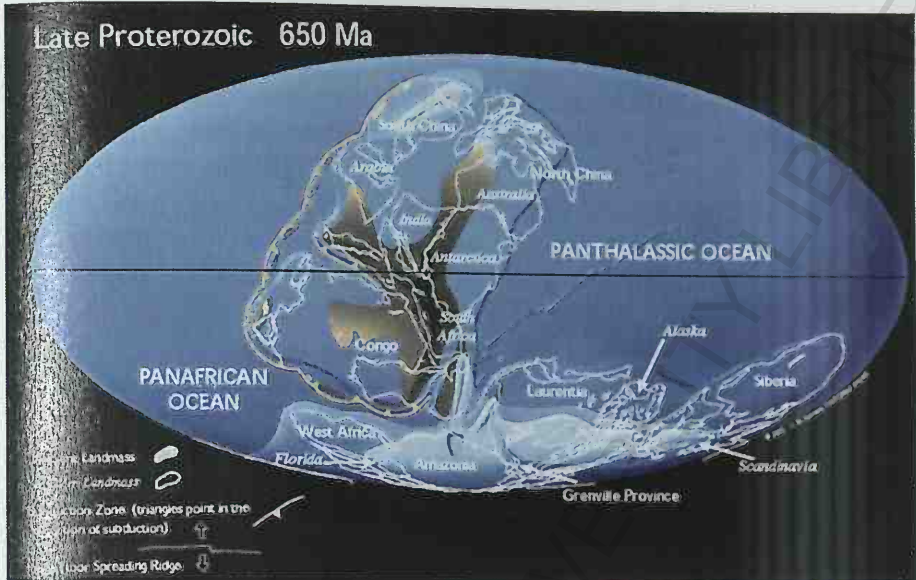 Late Proterozoic 650 Ma
South China
Arabia
North China
Australia
India
Antarctica
PANTHALASSIC OCEAN
South
Africa
Congo
Alaska
PANAFRICAN
OCEAN
Laurentia
Siberia
West Africa
Florida
Amazonia
Scandinavia
Grenville Province
Landmass
Landmass
Zone (triangles point in the
of subduction)
Spreading Ridge
LIBRA